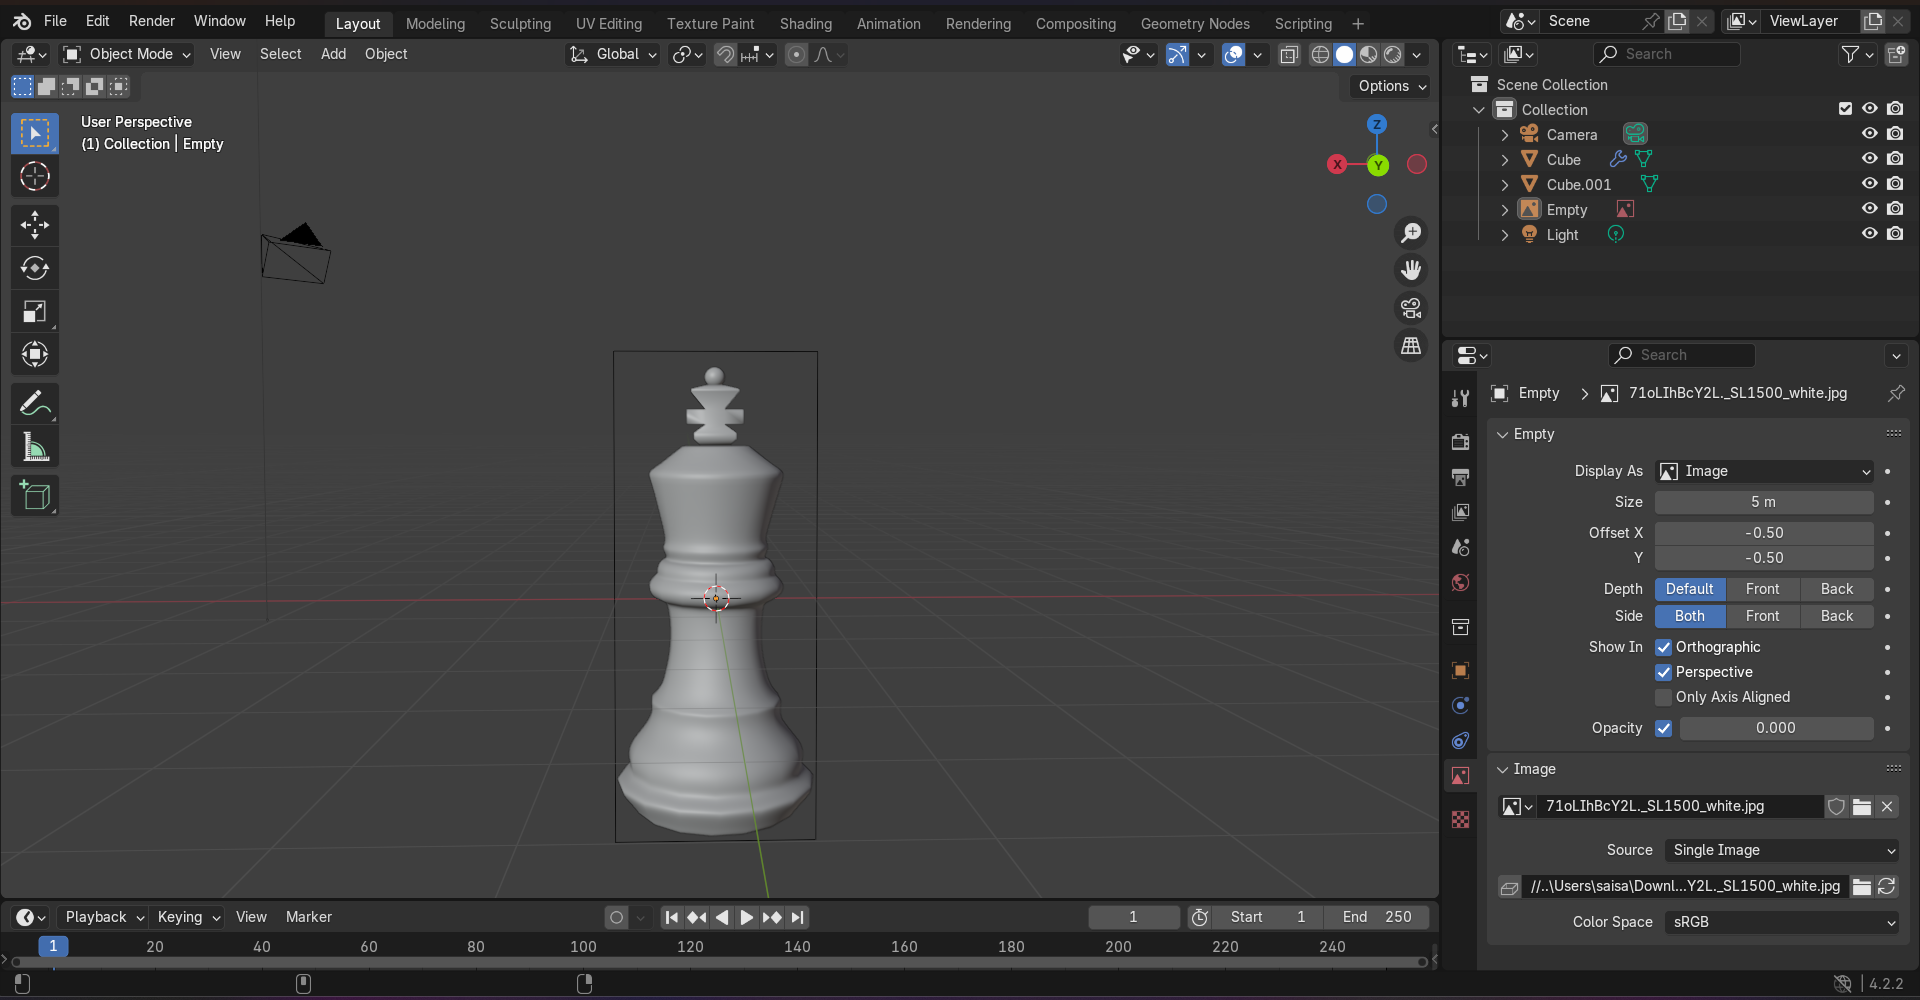 File Edit Render Window Help Layout Modeling Sculpting UV Editing Texture Paint Shading Animation Rendering Compositing Geometry Nodes Scripting + Scene ViewLayer
Object Mode View Select Add Object Global Search
Options
User Perspective
(1) Collection | Empty
Z
X
Y
Scene Collection
Collection
Camera
Cube
Cube.001
Empty
Light
Search
Empty > 71oLIhBcY2L._SL1500_white.jpg
Empty
Display As Image
Size 5 m
Offset X -0.50
Y -0.50
Depth Default Front Back
Side Both Front Back
Show In Orthographic
Perspective
Only Axis Aligned
Opacity 0.000
Image
71oLIhBcY2L._SL1500_white.jpg
Source Single Image
//..\Users\saisa\Downl...Y2L._SL1500_white.jpg
Color Space sRGB
Playback Keying View Marker 1 Start 1 End 250
1 20 40 60 80 100 120 140 160 180 200 220 240
4.2.2